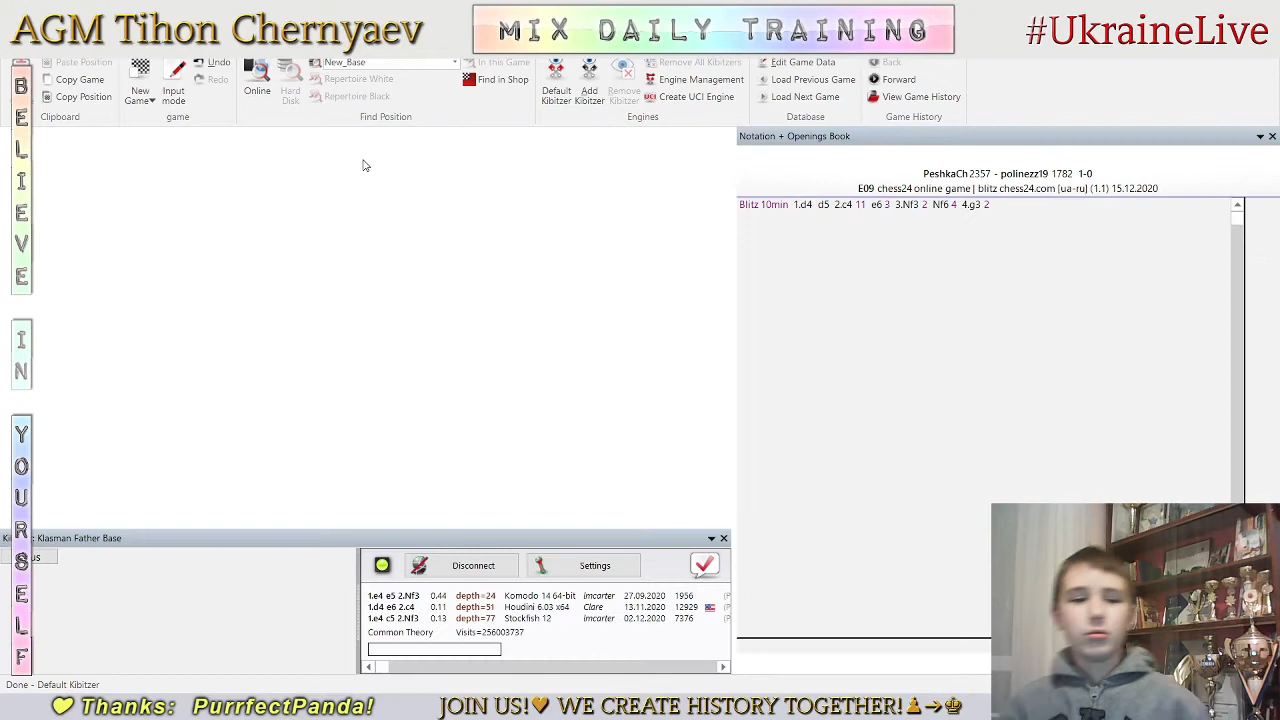 AGM Tihon Chernyaev
MIX DAILY TRAINING
#UkraineLive
BELIEVE
IN
YOURSELF
Paste Position
Copy Game
Copy Position
Clipboard
New
Game
Input
mode
Undo
Redo
game
Online
Hard
Disk
New_Base
Repertoire White
Repertoire Black
In this Game
Find in Shop
Find Position
Default
Kibitzer
Add
Kibitzer
Remove
Kibitzer
Remove All Kibitzers
Engine Management
Create UCI Engine
Engines
Edit Game Data
Load Previous Game
Load Next Game
Database
Back
Forward
View Game History
Game History
Notation + Openings Book
PeshkaCh 2357 - polinezz19 1782 1-0
E09 chess24 online game | blitz chess24.com [ua-ru] (1.1) 15.12.2020
Blitz 10min 1.d4 d5 2.c4 11 e6 3 3.Nf3 2 Nf6 4 4.g3 2
Klasman Father Base
Disconnect
Settings
1.e4 e5 2.Nf3 0.44 depth=24 Komodo 14 64-bit imcarter 27.09.2020 1956
1.d4 e6 2.c4 0.11 depth=51 Houdini 6.03 x64 Clare 13.11.2020 12929
1.e4 c5 2.Nf3 0.13 depth=77 Stockfish 12 imcarter 02.12.2020 7376
Common Theory Visits=256003737
Done - Default Kibitzer
Thanks: PurrfectPanda!
JOIN US! WE CREATE HISTORY TOGETHER!